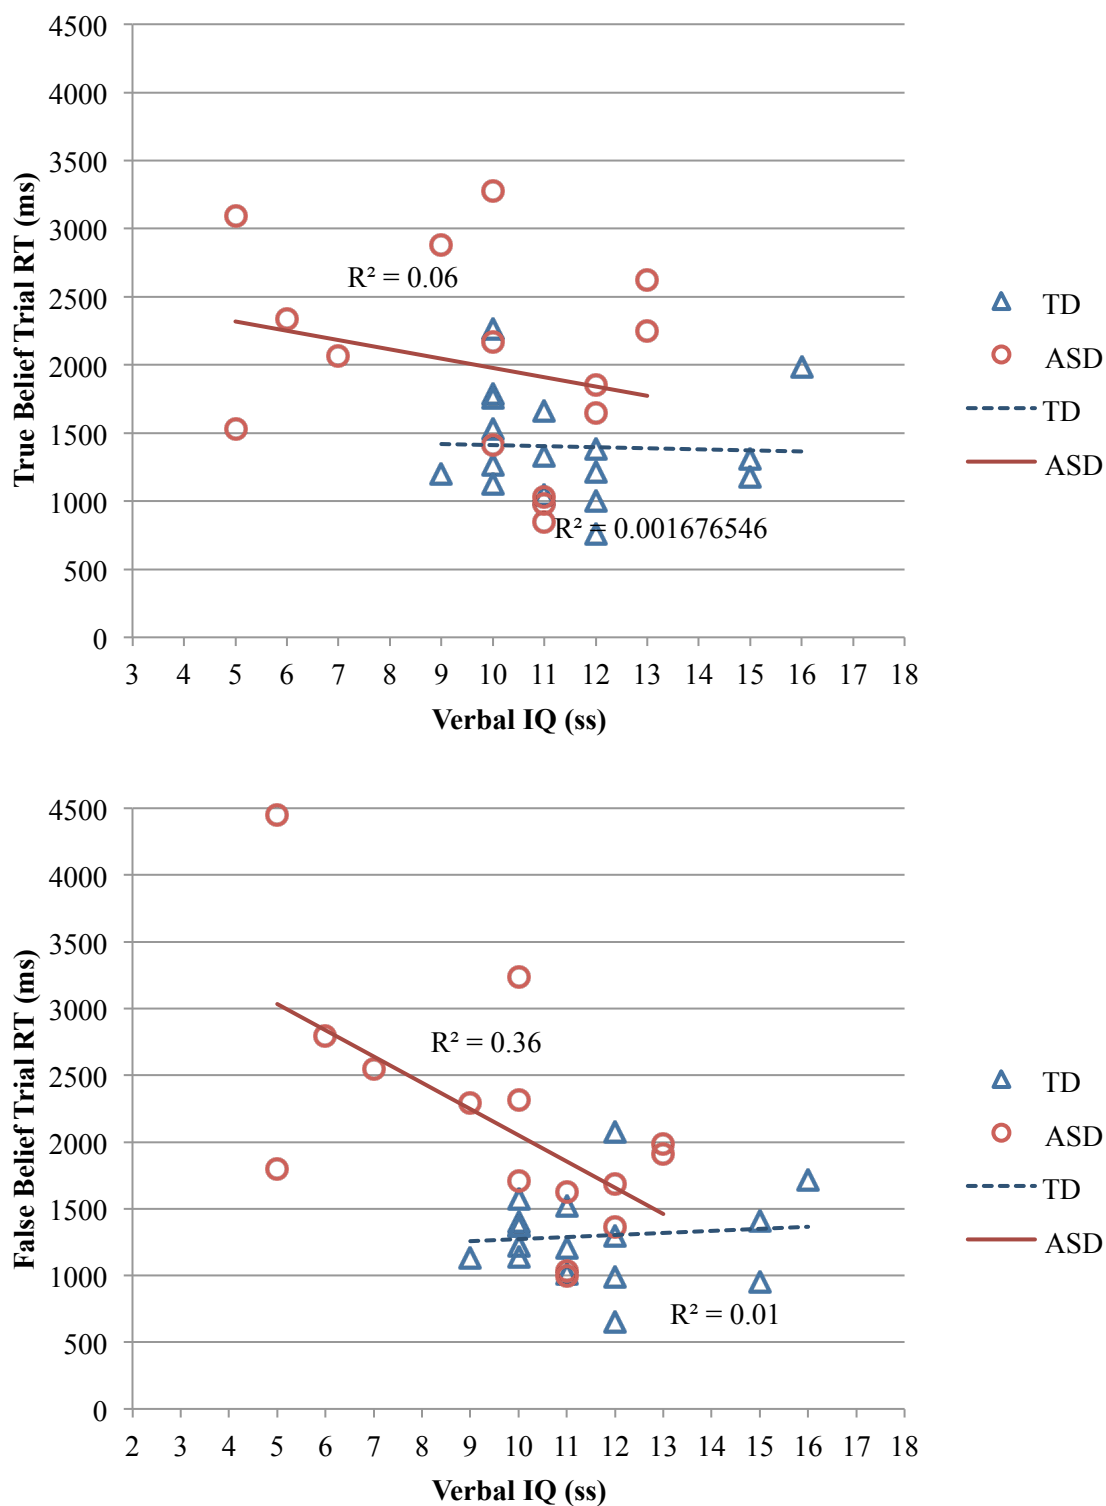 4500
4000
3500
3000
2500
2000
1500
1000
500
0
True Belief Trial RT (ms)
R² = 0.06
R² = 0.001676546
TD
ASD
TD
ASD
3 4 5 6 7 8 9 10 11 12 13 14 15 16 17 18
Verbal IQ (ss)
4500
4000
3500
3000
2500
2000
1500
1000
500
0
False Belief Trial RT (ms)
R² = 0.36
R² = 0.01
TD
ASD
TD
ASD
2 3 4 5 6 7 8 9 10 11 12 13 14 15 16 17 18
Verbal IQ (ss)